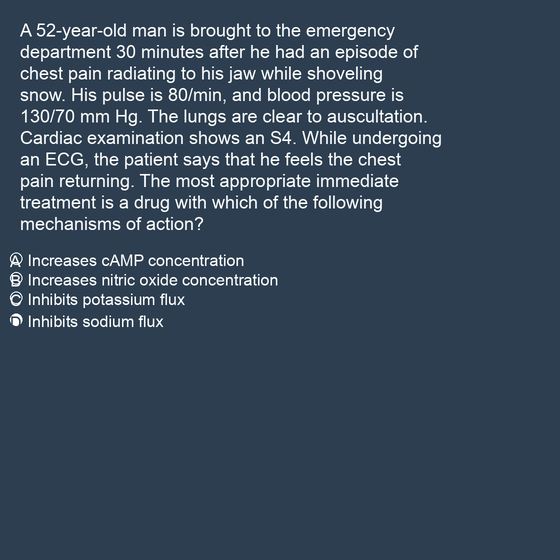 A 52-year-old man is brought to the emergency
department 30 minutes after he had an episode of
chest pain radiating to his jaw while shoveling
snow. His pulse is 80/min, and blood pressure is
130/70 mm Hg. The lungs are clear to auscultation.
Cardiac examination shows an S4. While undergoing
an ECG, the patient says that he feels the chest
pain returning. The most appropriate immediate
treatment is a drug with which of the following
mechanisms of action?
A Increases cAMP concentration
B Increases nitric oxide concentration
C Inhibits potassium flux
D Inhibits sodium flux